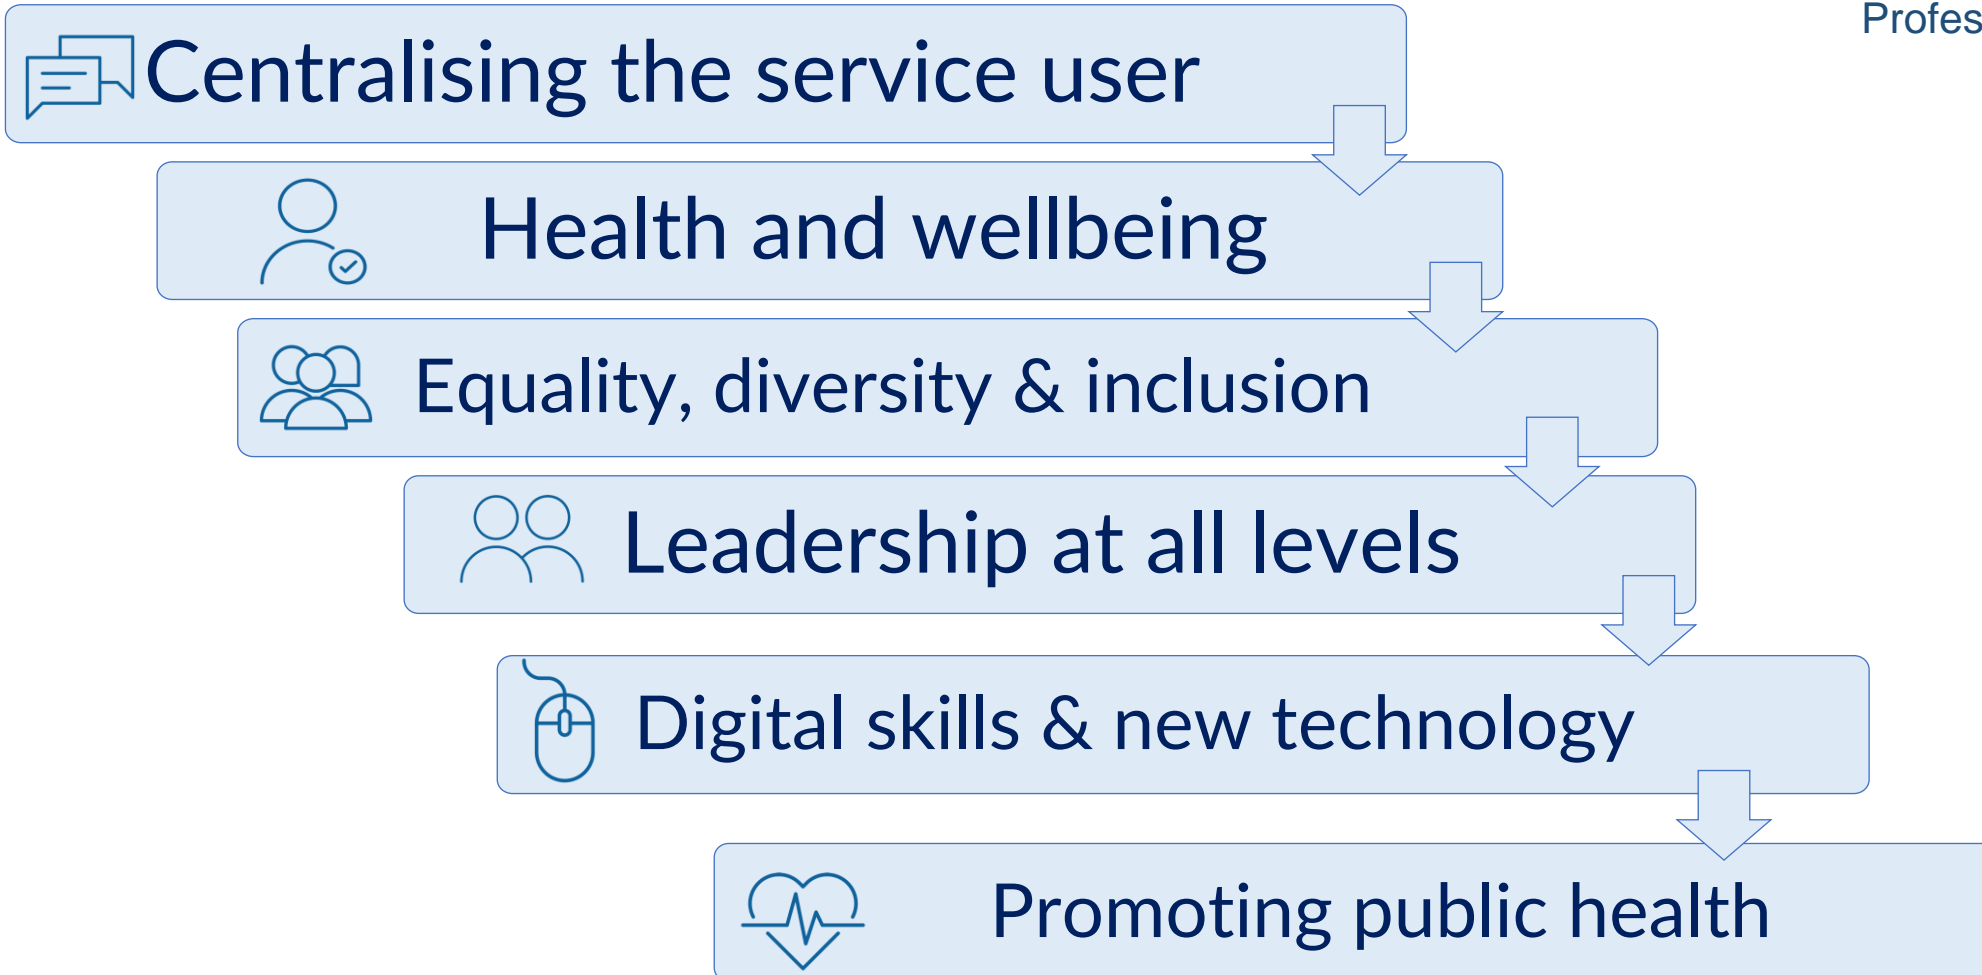 Profes
Centralising the service user
Health and wellbeing
Equality, diversity & inclusion
Leadership at all levels
Digital skills & new technology
Promoting public health